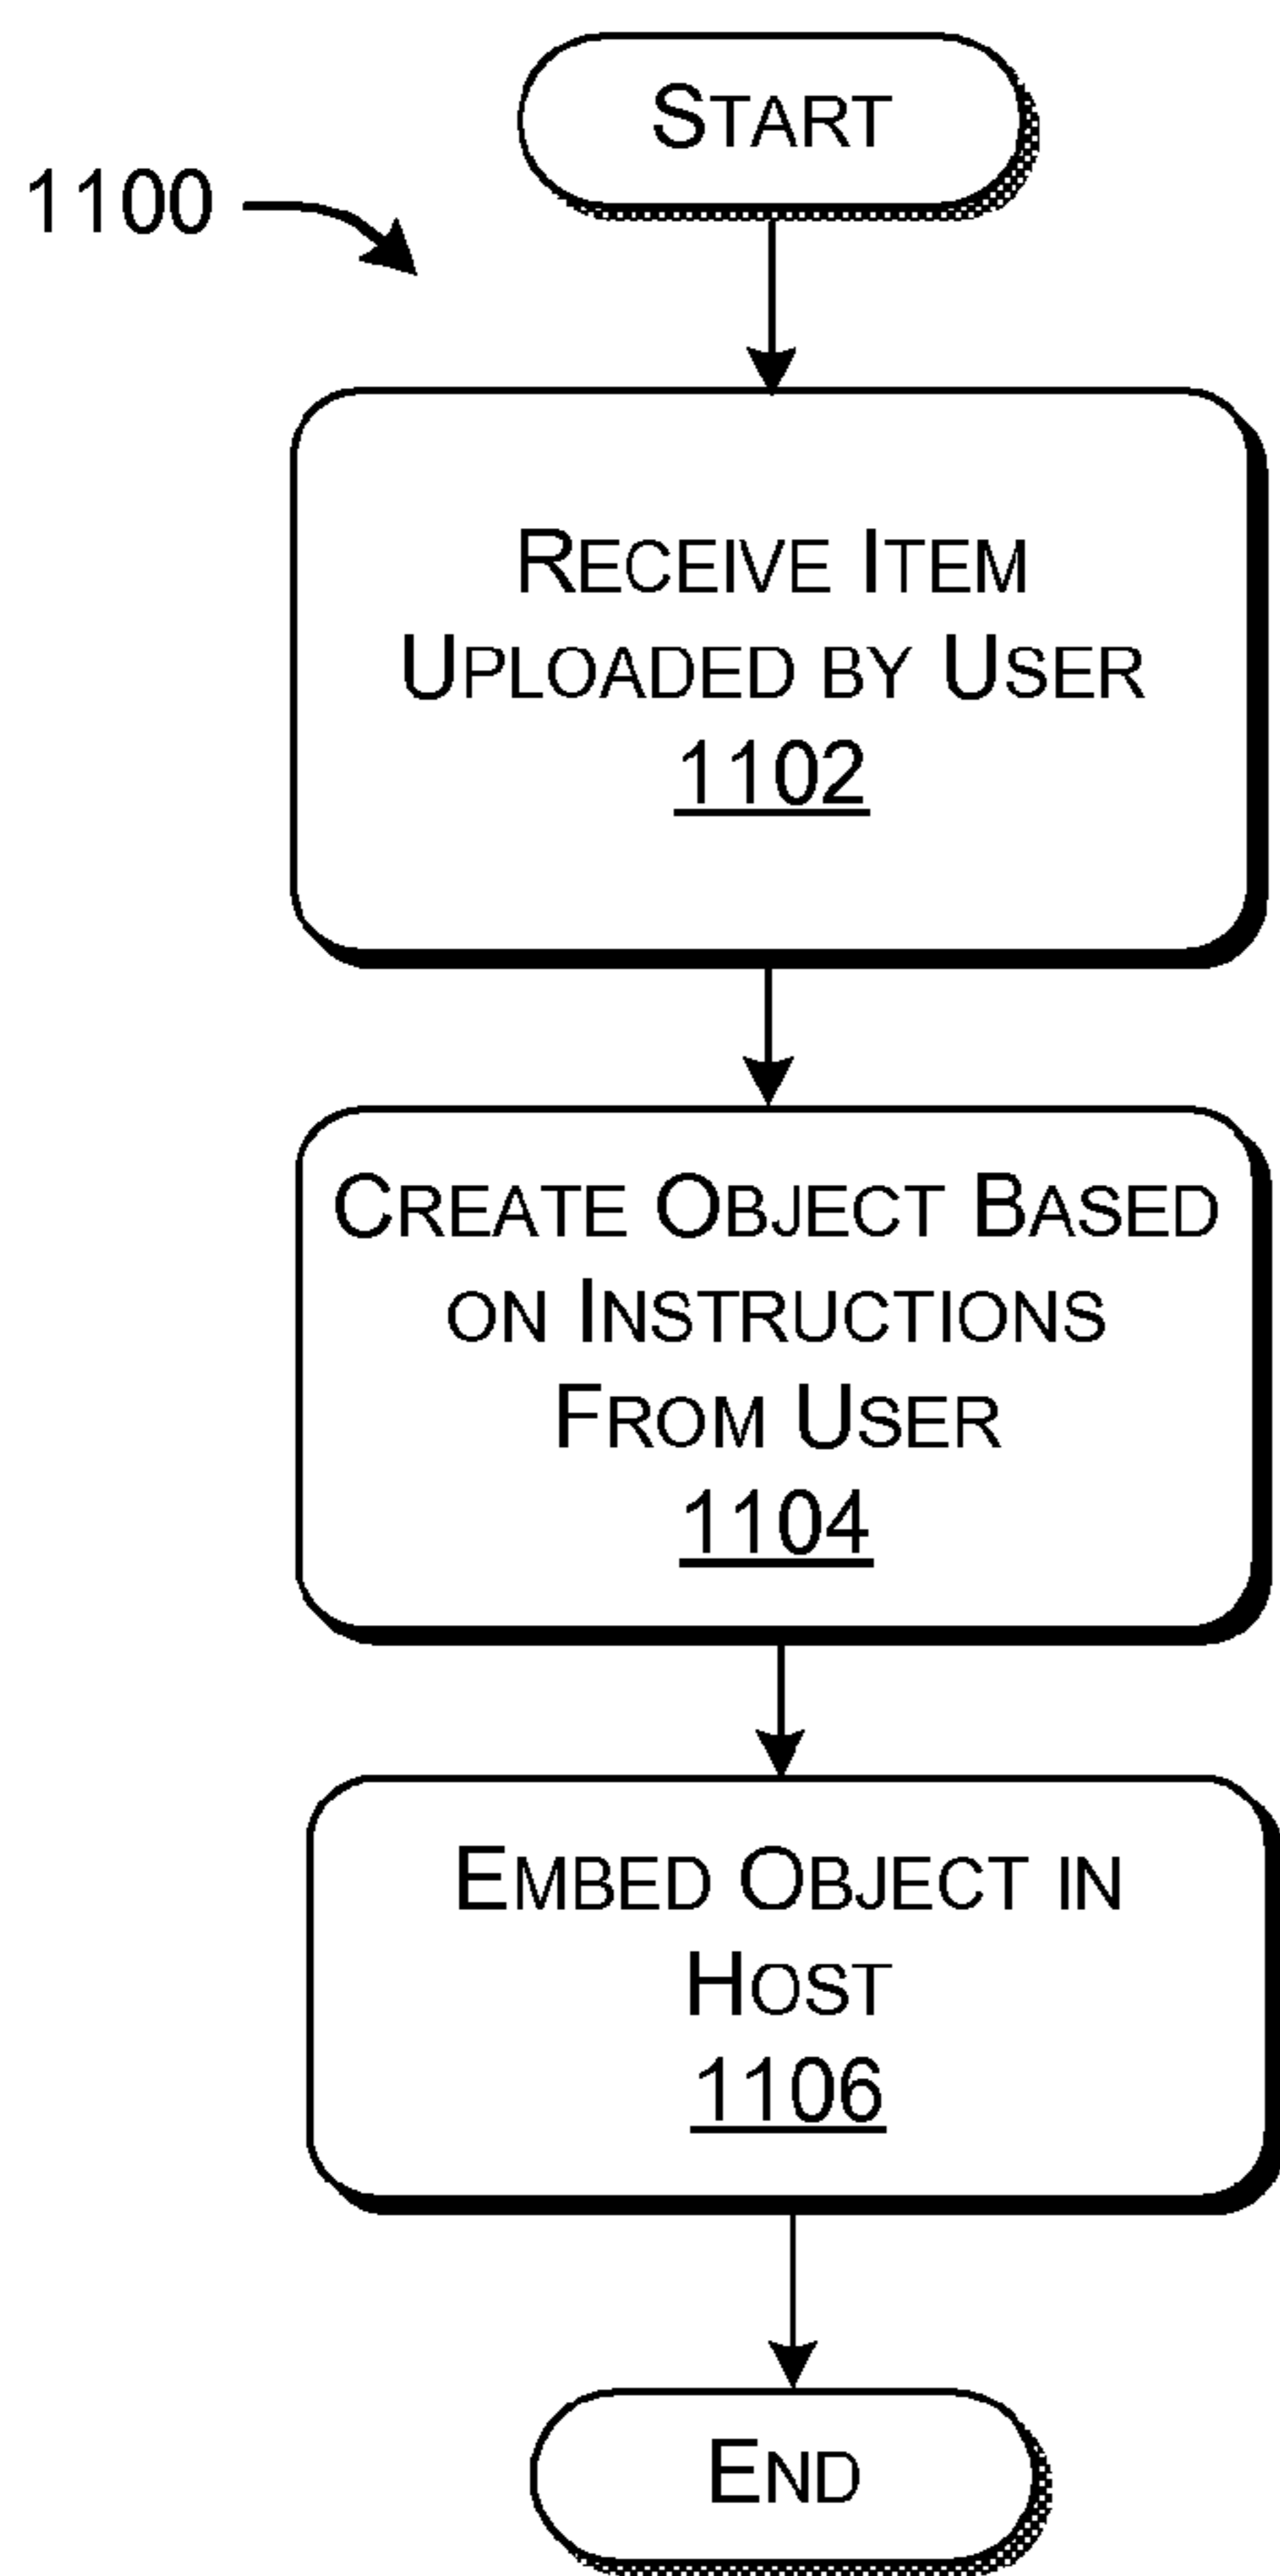 START
1100
RECEIVE ITEM
UPLOADED BY USER
1102
CREATE OBJECT BASED
ON INSTRUCTIONS
FROM USER
1104
EMBED OBJECT IN
HOST
1106
END